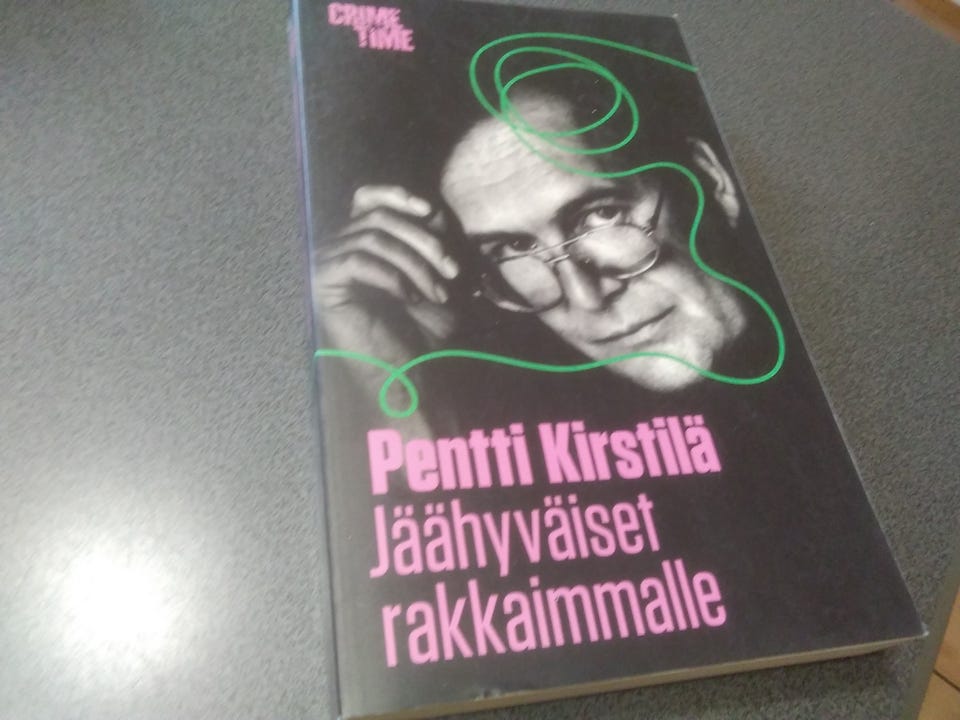 CRIME
TIME
Pentti Kirstilä
Jäähyväiset
rakkaimmalle